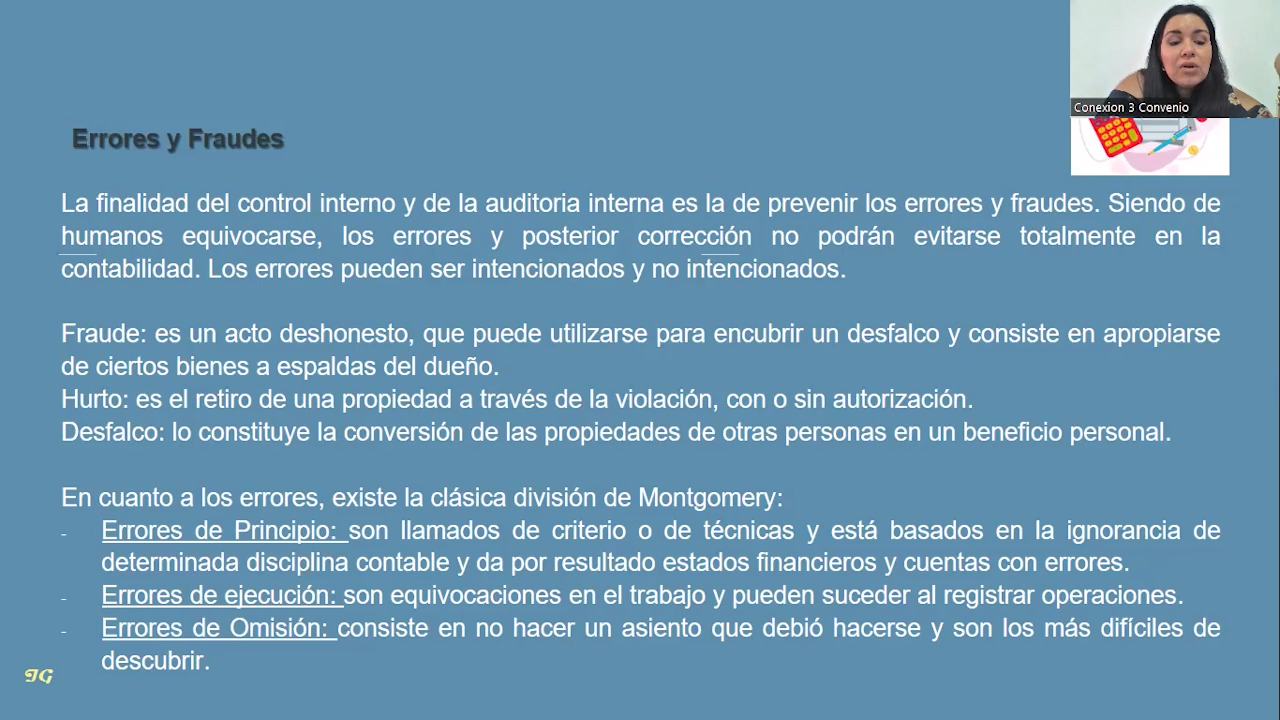 Conexion 3 Convenio
Errores y Fraudes
La finalidad del control interno y de la auditoria interna es la de prevenir los errores y fraudes. Siendo de
humanos equivocarse, los errores y posterior corrección no podrán evitarse totalmente en la
contabilidad. Los errores pueden ser intencionados y no intencionados.
Fraude: es un acto deshonesto, que puede utilizarse para encubrir un desfalco y consiste en apropiarse
de ciertos bienes a espaldas del dueño.
Hurto: es el retiro de una propiedad a través de la violación, con o sin autorización.
Desfalco: lo constituye la conversión de las propiedades de otras personas en un beneficio personal.
En cuanto a los errores, existe la clásica división de Montgomery:
- Errores de Principio: son llamados de criterio o de técnicas y está basados en la ignorancia de
determinada disciplina contable y da por resultado estados financieros y cuentas con errores.
- Errores de ejecución: son equivocaciones en el trabajo y pueden suceder al registrar operaciones.
- Errores de Omisión: consiste en no hacer un asiento que debió hacerse y son los más difíciles de
descubrir.
IG